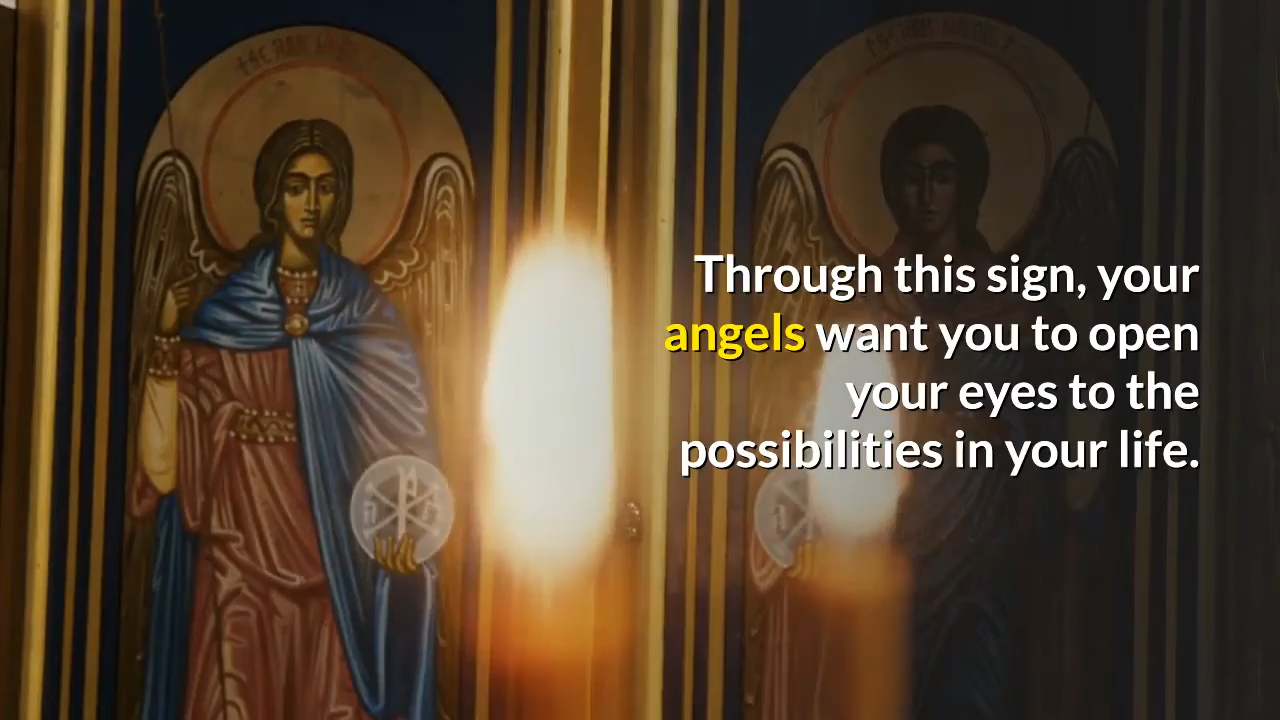 Through this sign, your
angels want you to open
your eyes to the
possibilities in your life.